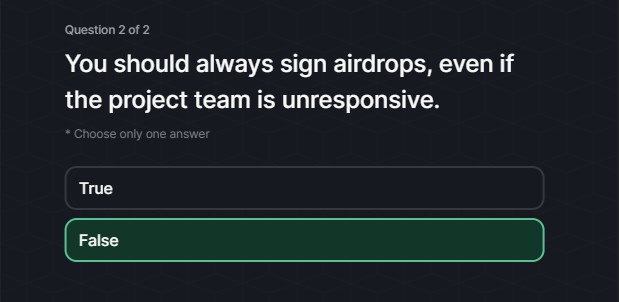 Question 2 of 2
You should always sign airdrops, even if
the project team is unresponsive.
* Choose only one answer
True
False